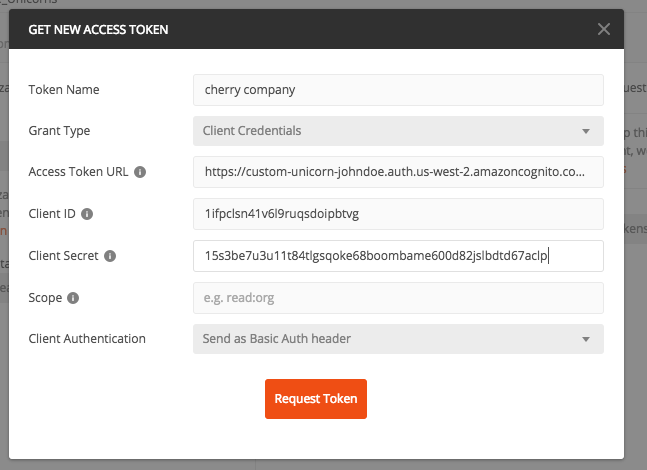 _Unicorns
GET NEW ACCESS TOKEN
Token Name
cherry company
Grant Type
Client Credentials
Access Token URL
https://custom-unicorn-johndoe.auth.us-west-2.amazoncognito.co...
Client ID
1ifpclsn41v6l9ruqsdoipbtvg
Client Secret
15s3be7u3u11t84tlgsqoke68boombame600d82jslbdtd67aclp
Scope
e.g. read:org
Client Authentication
Send as Basic Auth header
Request Token